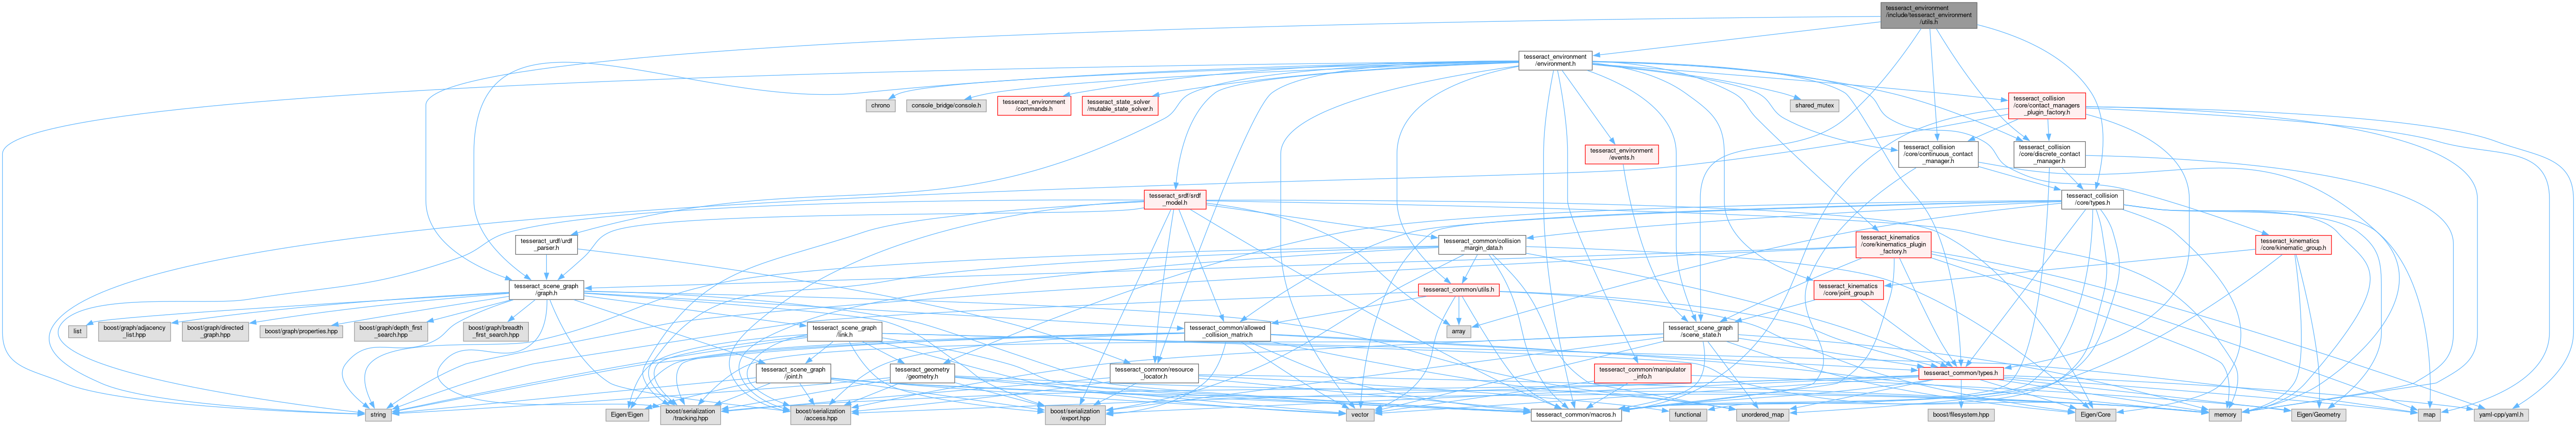 tesseract_environment
/include/tesseract_environment
/utils.h
tesseract_environment
/environment.h
chrono
console_bridge/console.h
tesseract_environment
/commands.h
tesseract_state_solver
/mutable_state_solver.h
shared_mutex
tesseract_collision
/core/contact_managers
_plugin_factory.h
tesseract_environment
/events.h
tesseract_collision
/core/continuous_contact
_manager.h
tesseract_collision
/core/discrete_contact
_manager.h
tesseract_srdf/srdf
_model.h
tesseract_collision
/core/types.h
tesseract_urdf/urdf
_parser.h
tesseract_common/collision
_margin_data.h
tesseract_kinematics
/core/kinematics_plugin
_factory.h
tesseract_kinematics
/core/kinematic_group.h
tesseract_scene_graph
/graph.h
tesseract_common/utils.h
tesseract_kinematics
/core/joint_group.h
list
boost/graph/adjacency
_list.hpp
boost/graph/directed
_graph.hpp
boost/graph/properties.hpp
boost/graph/depth_first
_search.hpp
boost/graph/breadth
_first_search.hpp
tesseract_scene_graph
/link.h
tesseract_common/allowed
_collision_matrix.h
array
tesseract_scene_graph
/scene_state.h
tesseract_scene_graph
/joint.h
tesseract_geometry
/geometry.h
tesseract_common/resource
_locator.h
tesseract_common/manipulator
_info.h
tesseract_common/types.h
string
Eigen/Eigen
boost/serialization
/tracking.hpp
boost/serialization
/access.hpp
boost/serialization
/export.hpp
vector
tesseract_common/macros.h
functional
unordered_map
boost/filesystem.hpp
Eigen/Core
memory
Eigen/Geometry
map
yaml-cpp/yaml.h